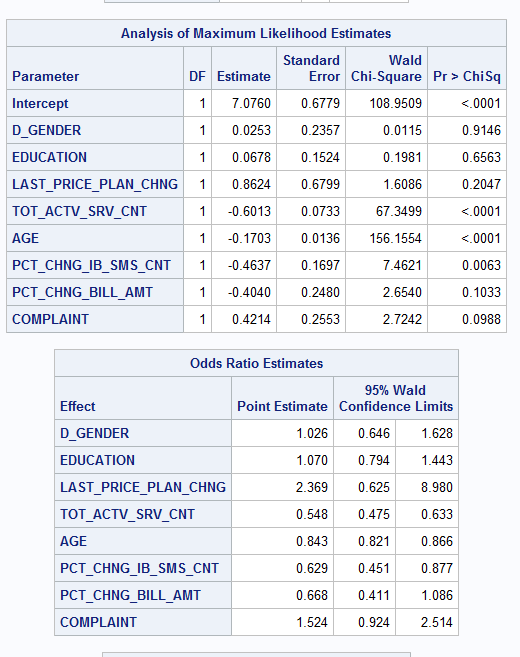 Analysis of Maximum Likelihood Estimates
Parameter DF Estimate Standard Error Wald Chi-Square Pr > ChiSq
Intercept 1 7.0760 0.6779 108.9509 <.0001
D_GENDER 1 0.0253 0.2357 0.0115 0.9146
EDUCATION 1 0.0678 0.1524 0.1981 0.6563
LAST_PRICE_PLAN_CHNG 1 0.8624 0.6799 1.6086 0.2047
TOT_ACTV_SRV_CNT 1 -0.6013 0.0733 67.3499 <.0001
AGE 1 -0.1703 0.0136 156.1554 <.0001
PCT_CHNG_IB_SMS_CNT 1 -0.4637 0.1697 7.4621 0.0063
PCT_CHNG_BILL_AMT 1 -0.4040 0.2480 2.6540 0.1033
COMPLAINT 1 0.4214 0.2553 2.7242 0.0988
Odds Ratio Estimates
Effect Point Estimate 95% Wald Confidence Limits
D_GENDER 1.026 0.646 1.628
EDUCATION 1.070 0.794 1.443
LAST_PRICE_PLAN_CHNG 2.369 0.625 8.980
TOT_ACTV_SRV_CNT 0.548 0.475 0.633
AGE 0.843 0.821 0.866
PCT_CHNG_IB_SMS_CNT 0.629 0.451 0.877
PCT_CHNG_BILL_AMT 0.668 0.411 1.086
COMPLAINT 1.524 0.924 2.514